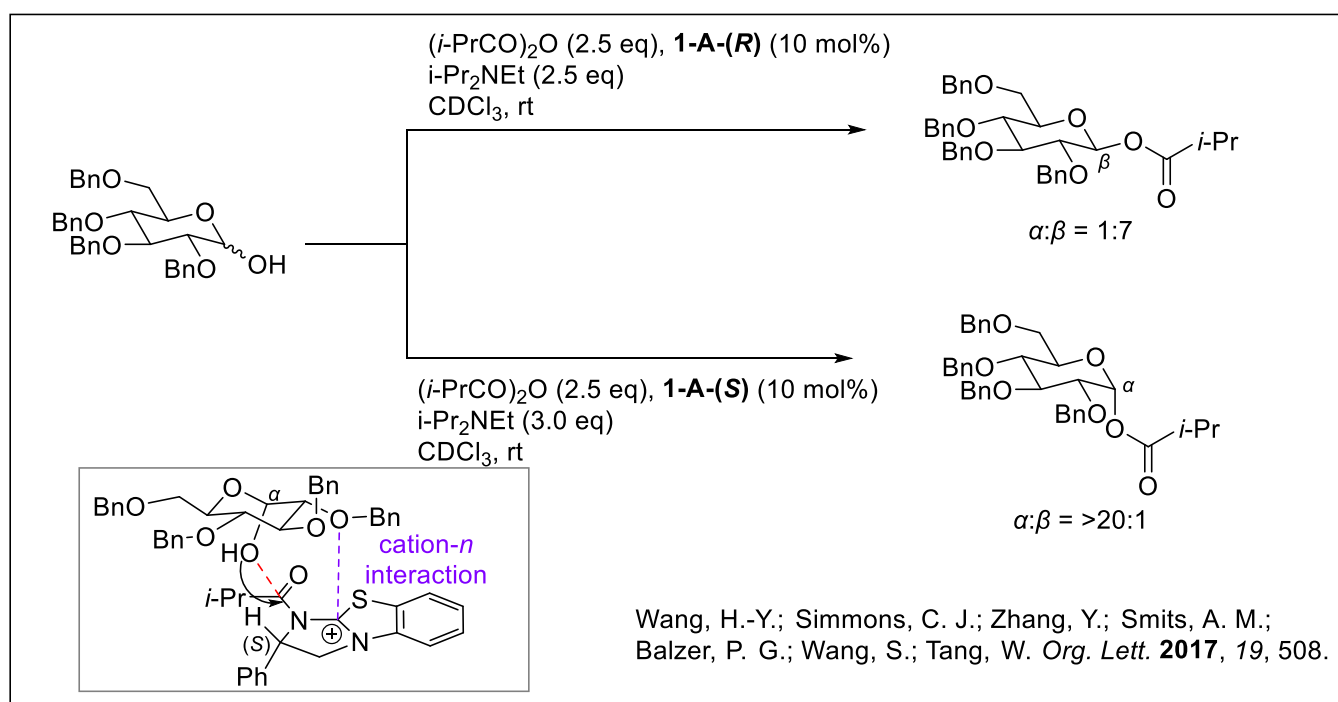 (i-PrCO)2O (2.5 eq), 1-A-(R) (10 mol%)
i-Pr2NEt (2.5 eq)
CDCl3, rt
BnO
O
BnO
BnO
BnO
OH
BnO
O
BnO
BnO
BnO
β
O
i-Pr
O
α:β = 1:7
(i-PrCO)2O (2.5 eq), 1-A-(S) (10 mol%)
i-Pr2NEt (3.0 eq)
CDCl3, rt
BnO
O
BnO
BnO
BnO
α
O
i-Pr
O
α:β = >20:1
BnO
O
α
Bn
O
O
Bn
Bn
O
HO
cation-n
interaction
O
i-Pr
S
H
N
+
N
(S)
Ph
Wang, H.-Y.; Simmons, C. J.; Zhang, Y.; Smits, A. M.;
Balzer, P. G.; Wang, S.; Tang, W. Org. Lett. 2017, 19, 508.